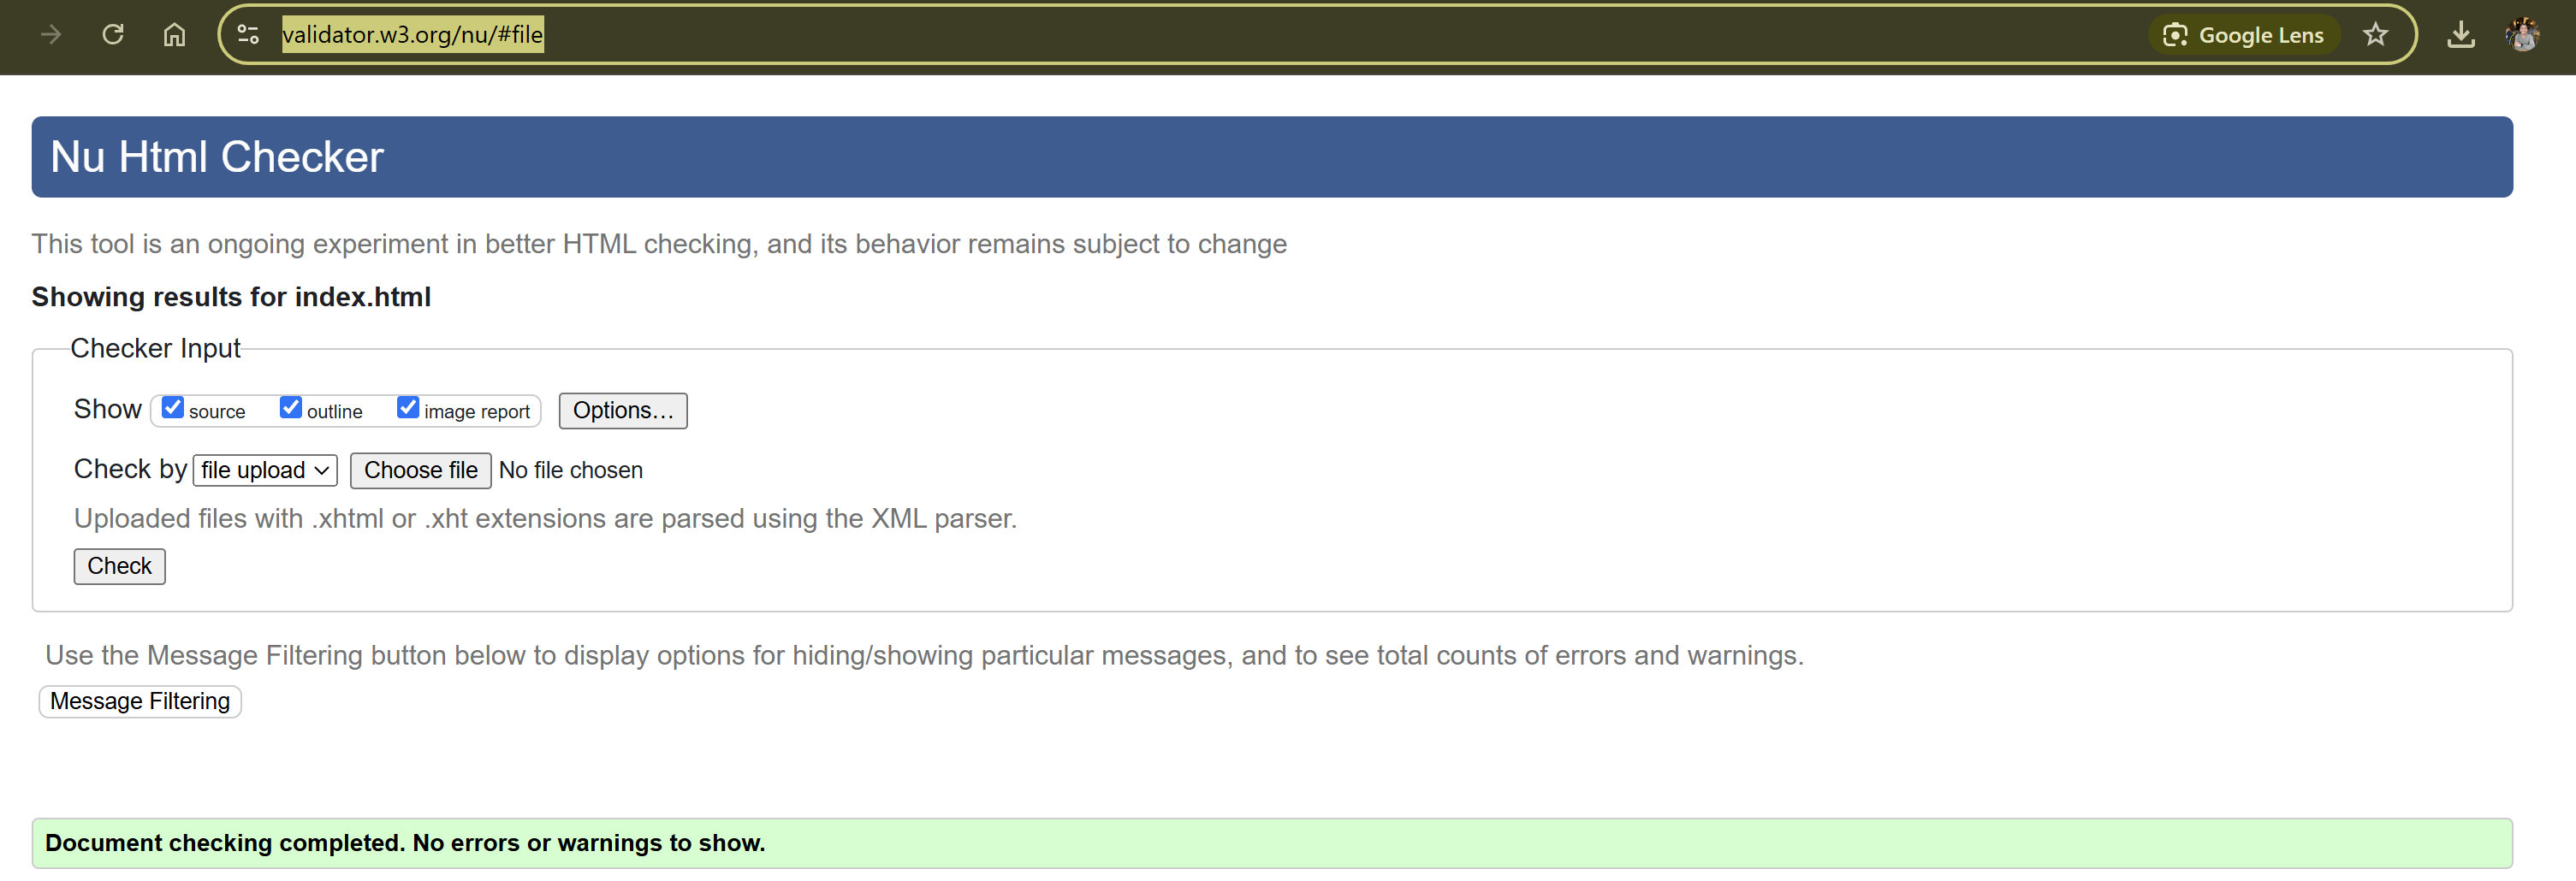 validator.w3.org/nu/#file
Google Lens
Nu Html Checker
This tool is an ongoing experiment in better HTML checking, and its behavior remains subject to change
Showing results for index.html
Checker Input
Show source outline image report Options…
Check by file upload Choose file No file chosen
Uploaded files with .xhtml or .xht extensions are parsed using the XML parser.
Check
Use the Message Filtering button below to display options for hiding/showing particular messages, and to see total counts of errors and warnings.
Message Filtering
Document checking completed. No errors or warnings to show.